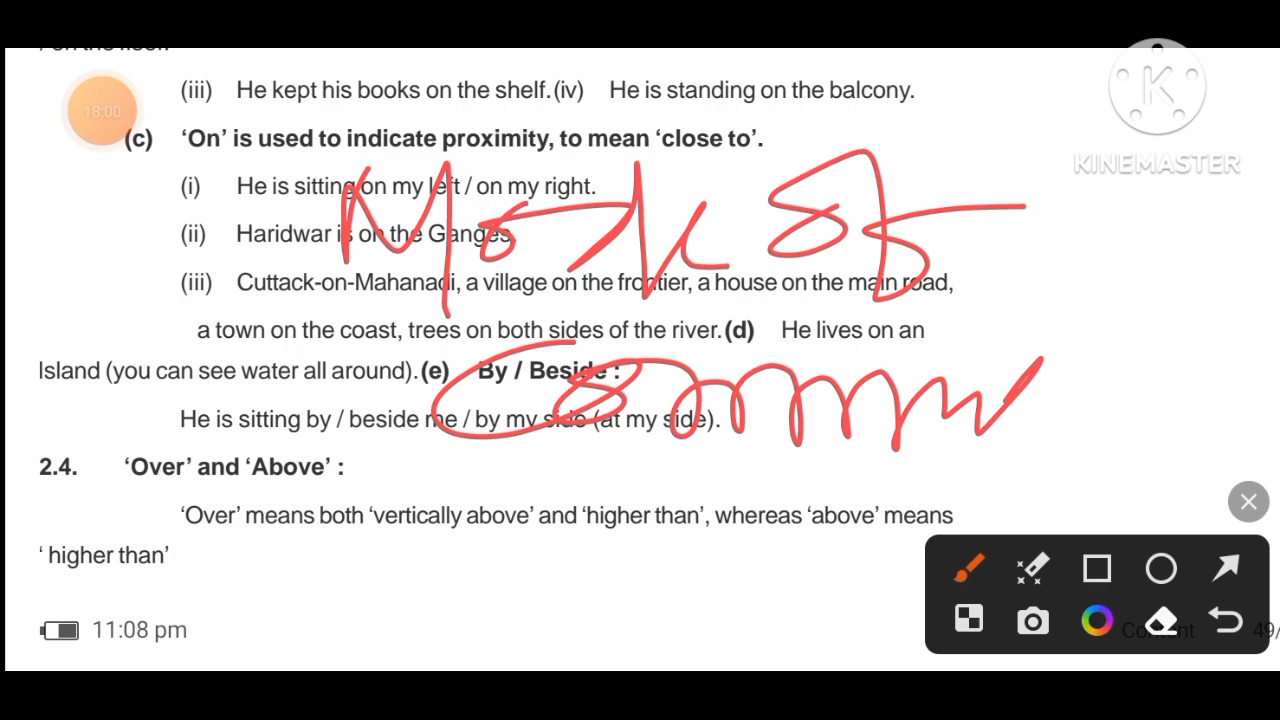 18:00
KINEMASTER
(iii) He kept his books on the shelf. (iv) He is standing on the balcony.
(c) ‘On’ is used to indicate proximity, to mean ‘close to’.
(i) He is sitting on my left / on my right.
(ii) Haridwar is on the Ganges,
(iii) Cuttack-on-Mahanadi, a village on the frontier, a house on the main road,
a town on the coast, trees on both sides of the river. (d) He lives on an
Island (you can see water all around). (e) By / Beside :
He is sitting by / beside me / by my side (at my side).
2.4. ‘Over’ and ‘Above’ :
‘Over’ means both ‘vertically above’ and ‘higher than’, whereas ‘above’ means
‘ higher than’
11:08 pm
Content 49/